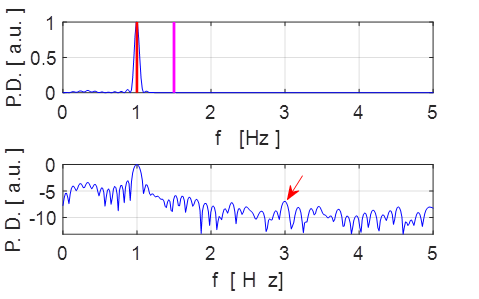 P.D. [ a.u. ]
1
0.5
0
0 1 2 3 4 5
f [Hz ]
P. D. [ a.u. ]
0
-5
-10
0 1 2 3 4 5
f [ H z]